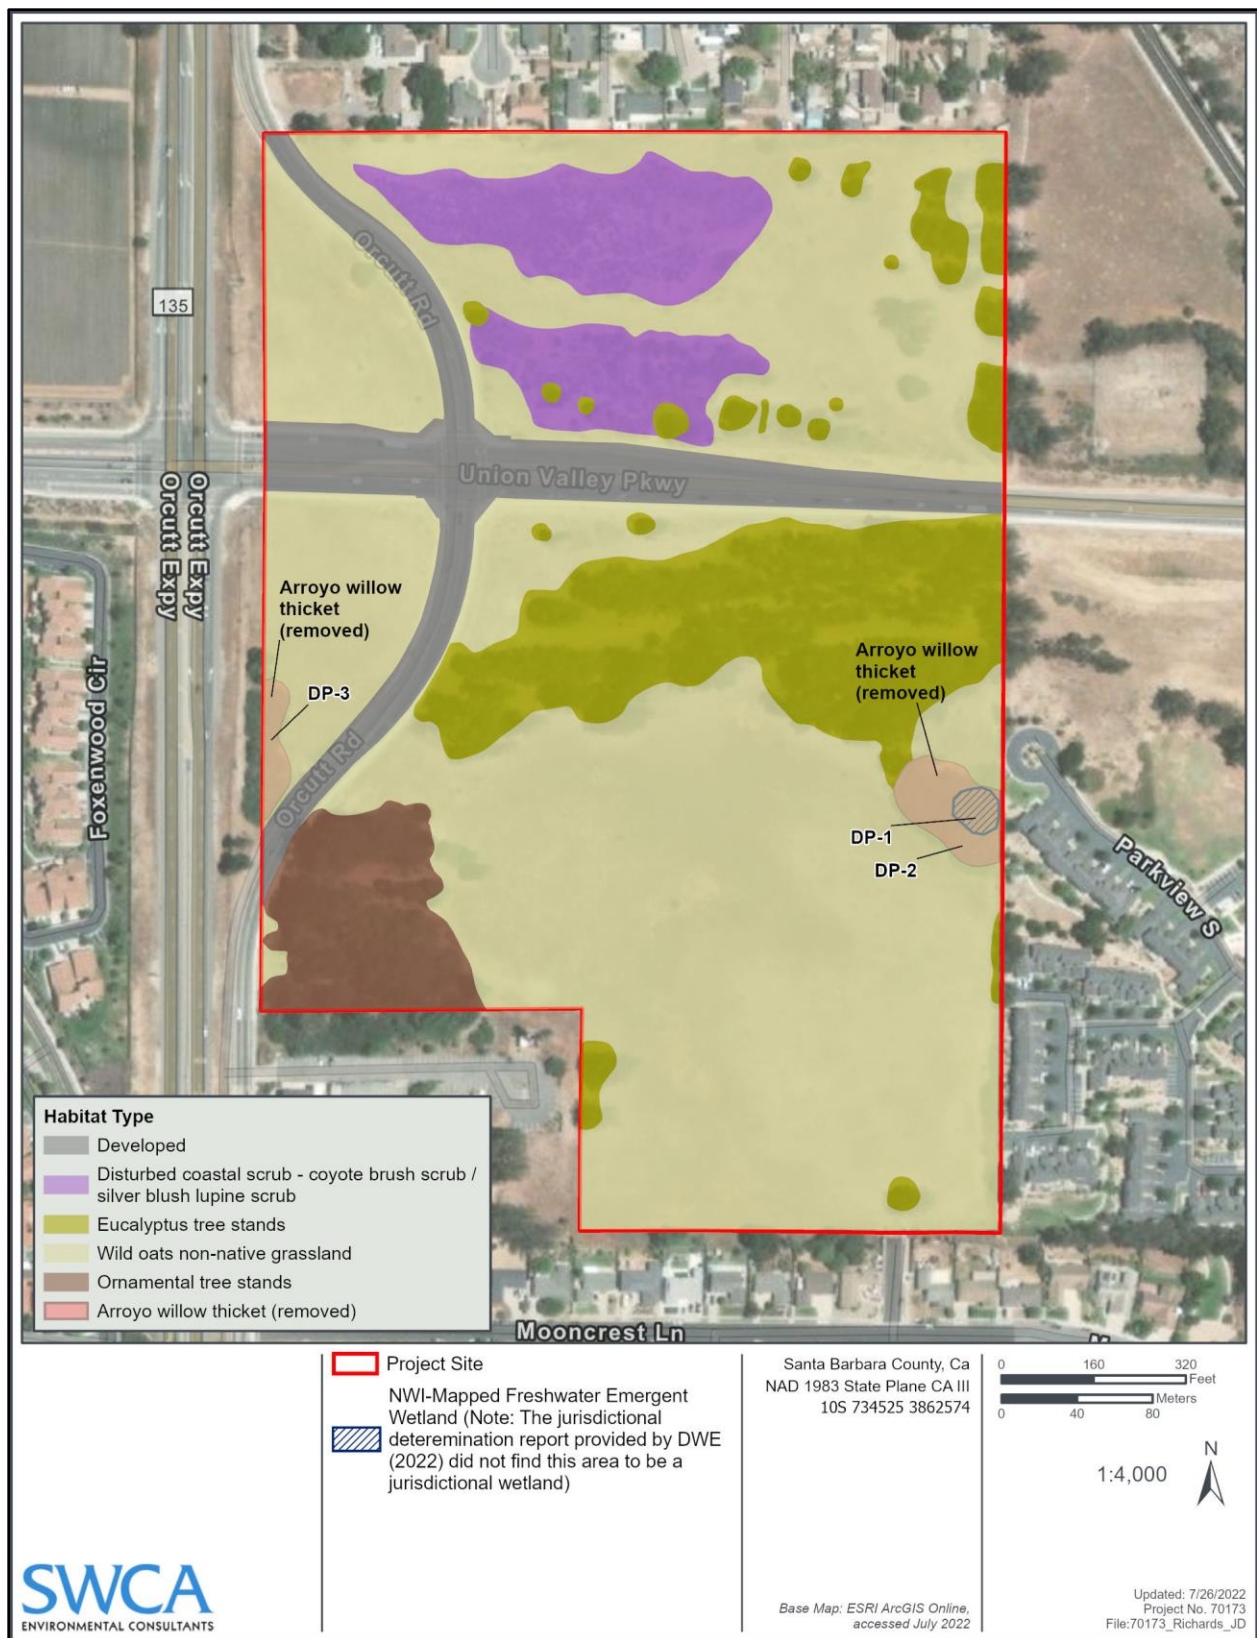 135
Orcutt Rd
Union Valley Pkwy
Orcutt Expy
Orcutt Expy
Arroyo willow
thicket
(removed)
DP-3
Foxenwood Cir
Orcutt Rd
Arroyo willow
thicket
(removed)
DP-1
DP-2
Parkview S
Habitat Type
Developed
Disturbed coastal scrub - coyote brush scrub /
silver blush lupine scrub
Eucalyptus tree stands
Wild oats non-native grassland
Ornamental tree stands
Arroyo willow thicket (removed)
Mooncrest Ln
Project Site
NWI-Mapped Freshwater Emergent
Wetland (Note: The jurisdictional
deteremination report provided by DWE
(2022) did not find this area to be a
jurisdictional wetland)
Santa Barbara County, Ca
NAD 1983 State Plane CA III
10S 734525 3862574
0 160 320
Feet
Meters
0 40 80
N
1:4,000
SWCA
ENVIRONMENTAL CONSULTANTS
Base Map: ESRI ArcGIS Online,
accessed July 2022
Updated: 7/26/2022
Project No. 70173
File:70173_Richards_JD